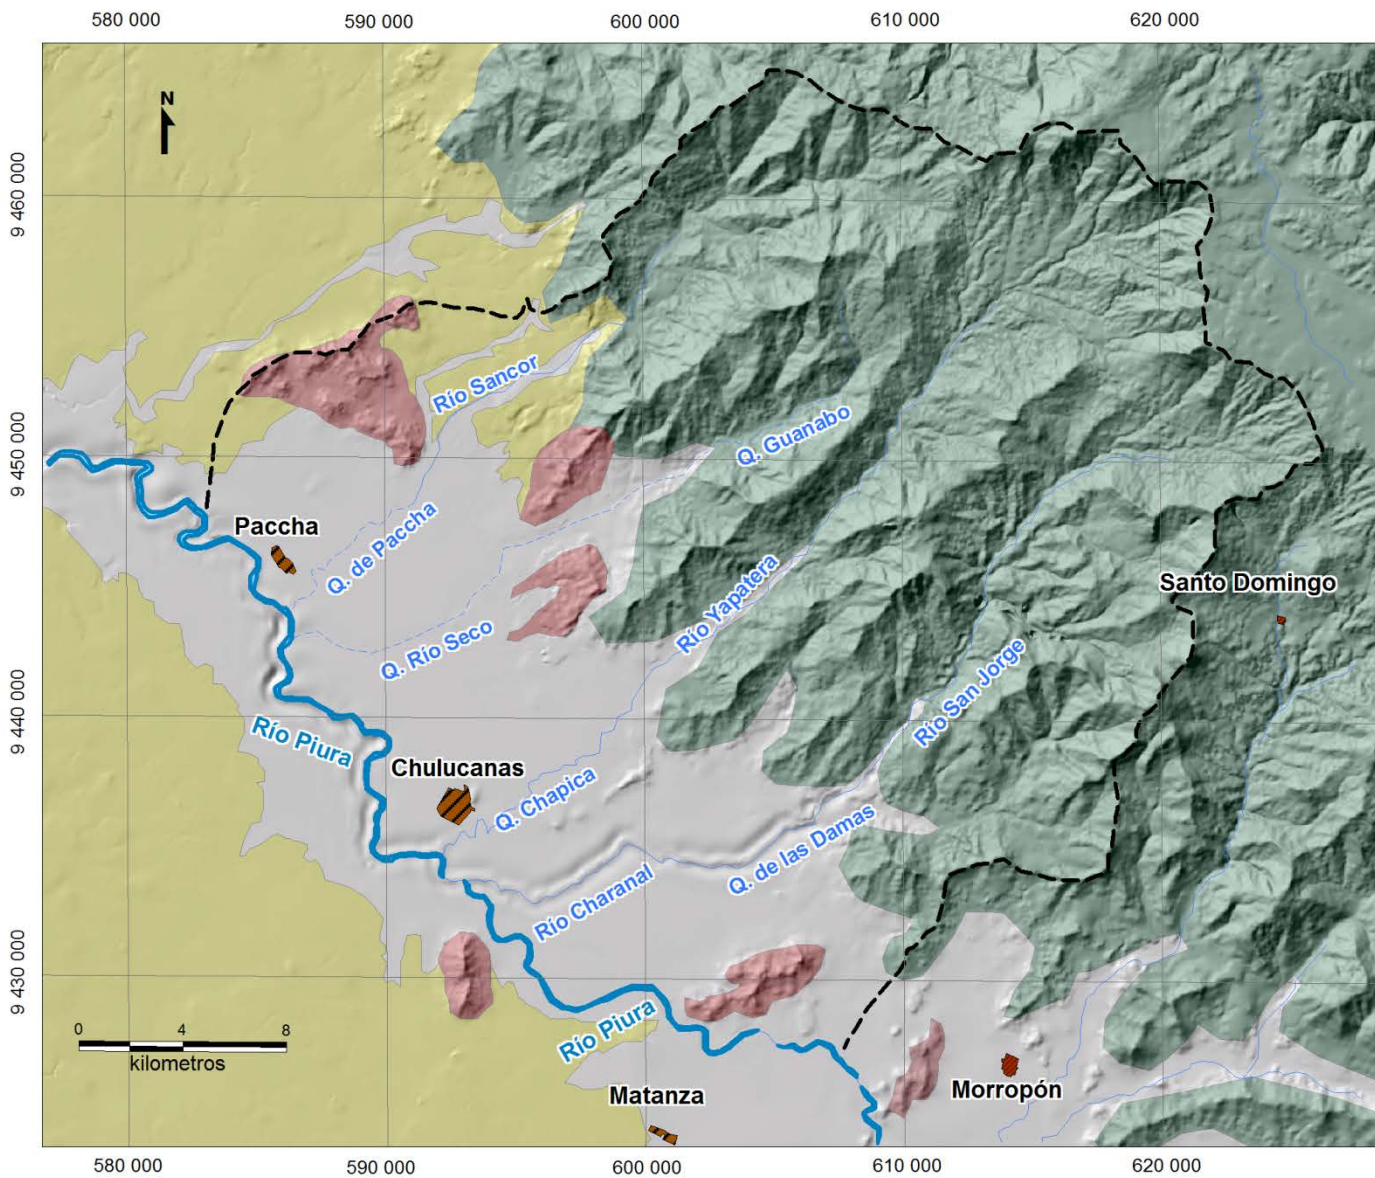 580 000
590 000
600 000
610 000
620 000
N
9 460 000
Río Sancor
Q. Guanabo
9 450 000
Paccha
Q. de Paccha
Río Yapatera
Santo Domingo
Q. Río Seco
Río San Jorge
9 440 000
Río Piura
Chulucanas
Q. Chapica
Q. de las Damas
Río Charanal
9 430 000
0 4 8
kilometros
Río Piura
Matanza
Morropón
580 000
590 000
600 000
610 000
620 000